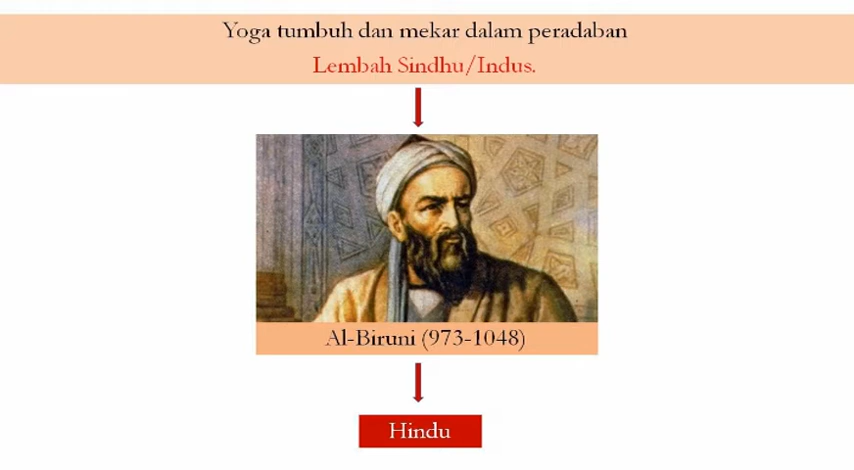 Yoga tumbuh dan mekar dalam peradaban
Lembah Sindhu/Indus.
Al-Biruni (973-1048)
Hindu